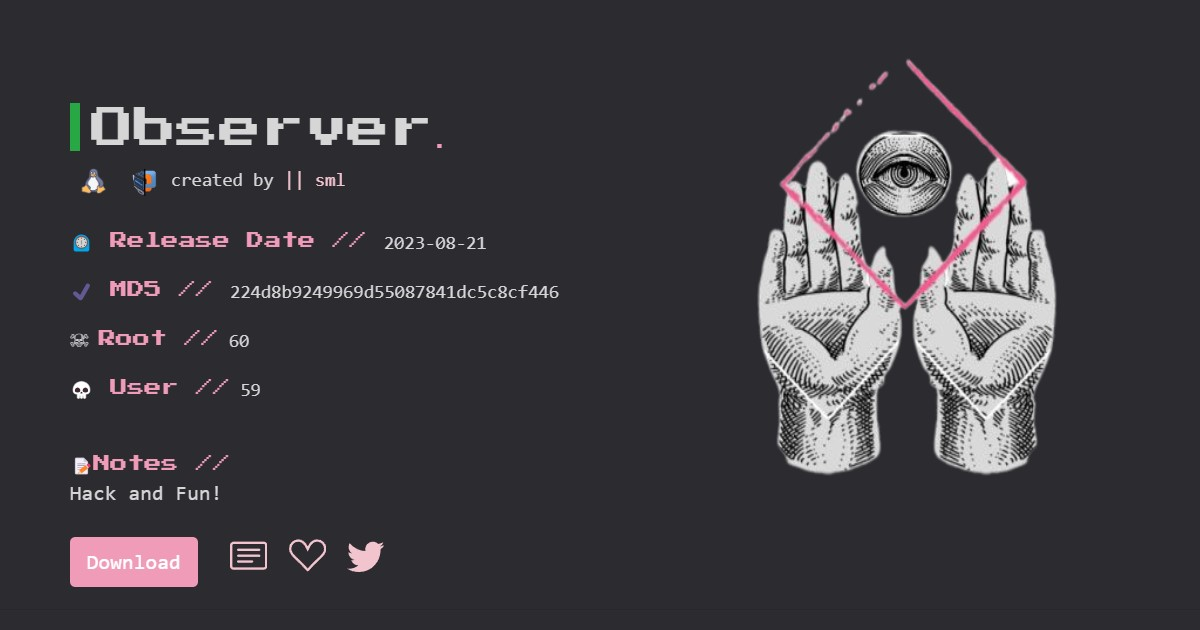 Observer.
created by || sml
Release Date // 2023-08-21
MD5 // 224d8b9249969d55087841dc5c8cf446
Root // 60
User // 59
Notes //
Hack and Fun!
Download